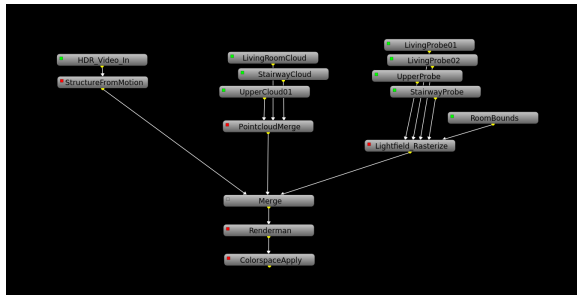 HDR_Video_In
StructureFromMotion
LivingRoomCloud
StairwayCloud
UpperCloud01
PointcloudMerge
LivingProbe01
LivingProbe02
UpperProbe
StairwayProbe
RoomBounds
Lightfield_Rasterize
Merge
Renderman
ColorspaceApply